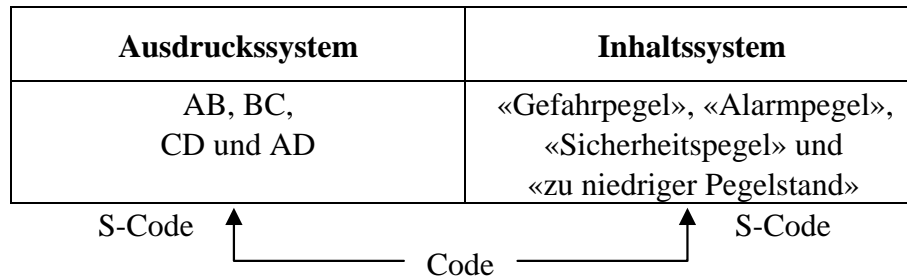 Ausdruckssystem
Inhaltssystem
AB, BC,
CD und AD
«Gefahrpegel», «Alarmpegel»,
«Sicherheitspegel» und
«zu niedriger Pegelstand»
S-Code
S-Code
Code